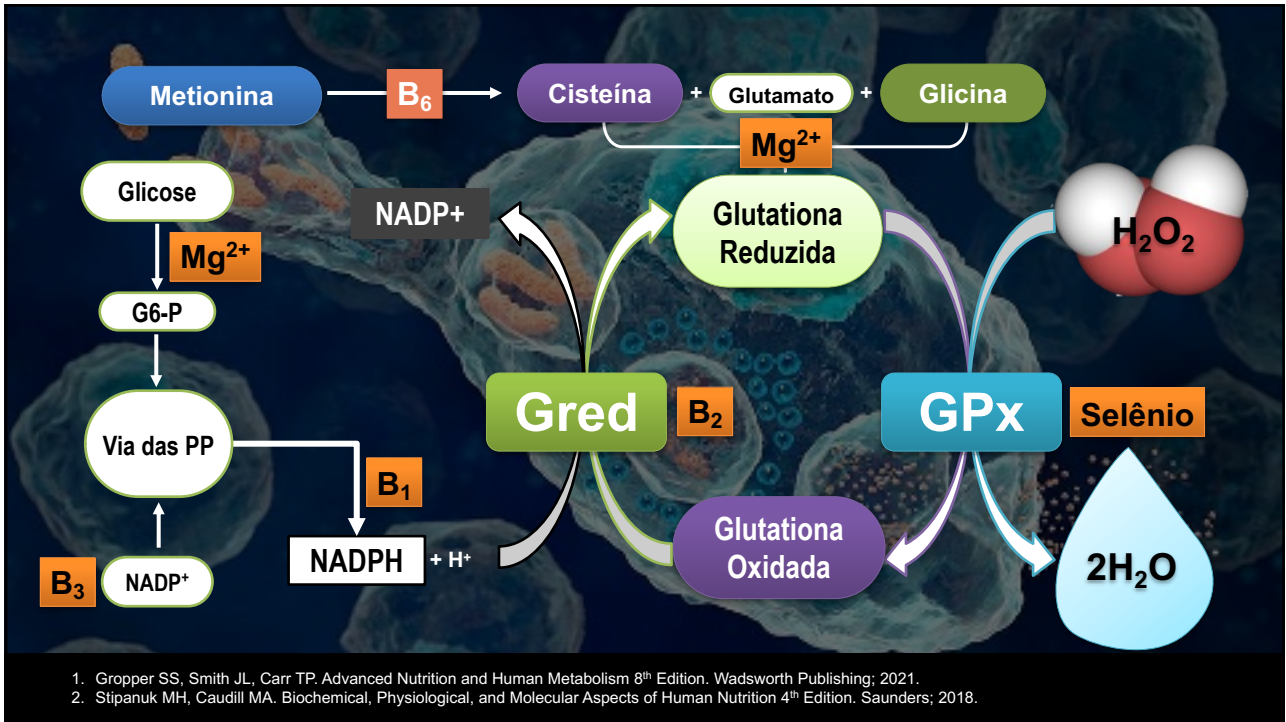 Metionina
B₆
Cisteína + Glutamato + Glicina
Mg²⁺
Glicose
Mg²⁺
G6-P
Via das PP
B₁
B₃
NADP⁺
NADPH + H⁺
NADP+
Glutationa
Reduzida
H₂O₂
Gred
B₂
GPx
Selênio
Glutationa
Oxidada
2H₂O
1. Gropper SS, Smith JL, Carr TP. Advanced Nutrition and Human Metabolism 8th Edition. Wadsworth Publishing; 2021.
2. Stipanuk MH, Caudill MA. Biochemical, Physiological, and Molecular Aspects of Human Nutrition 4th Edition. Saunders; 2018.